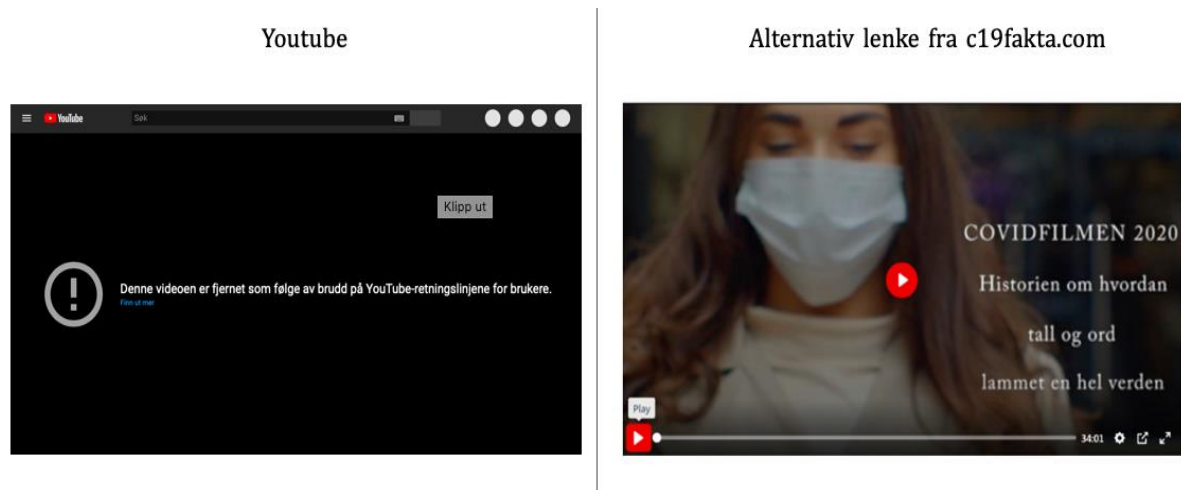 Youtube
YouTube
Søk
Klipp ut
Denne videoen er fjernet som følge av brudd på YouTube-retningslinjene for brukere.
Finn ut mer
Alternativ lenke fra c19fakta.com
COVIDFILMEN 2020
Historien om hvordan
tall og ord
lammet en hel verden
Play
34:01